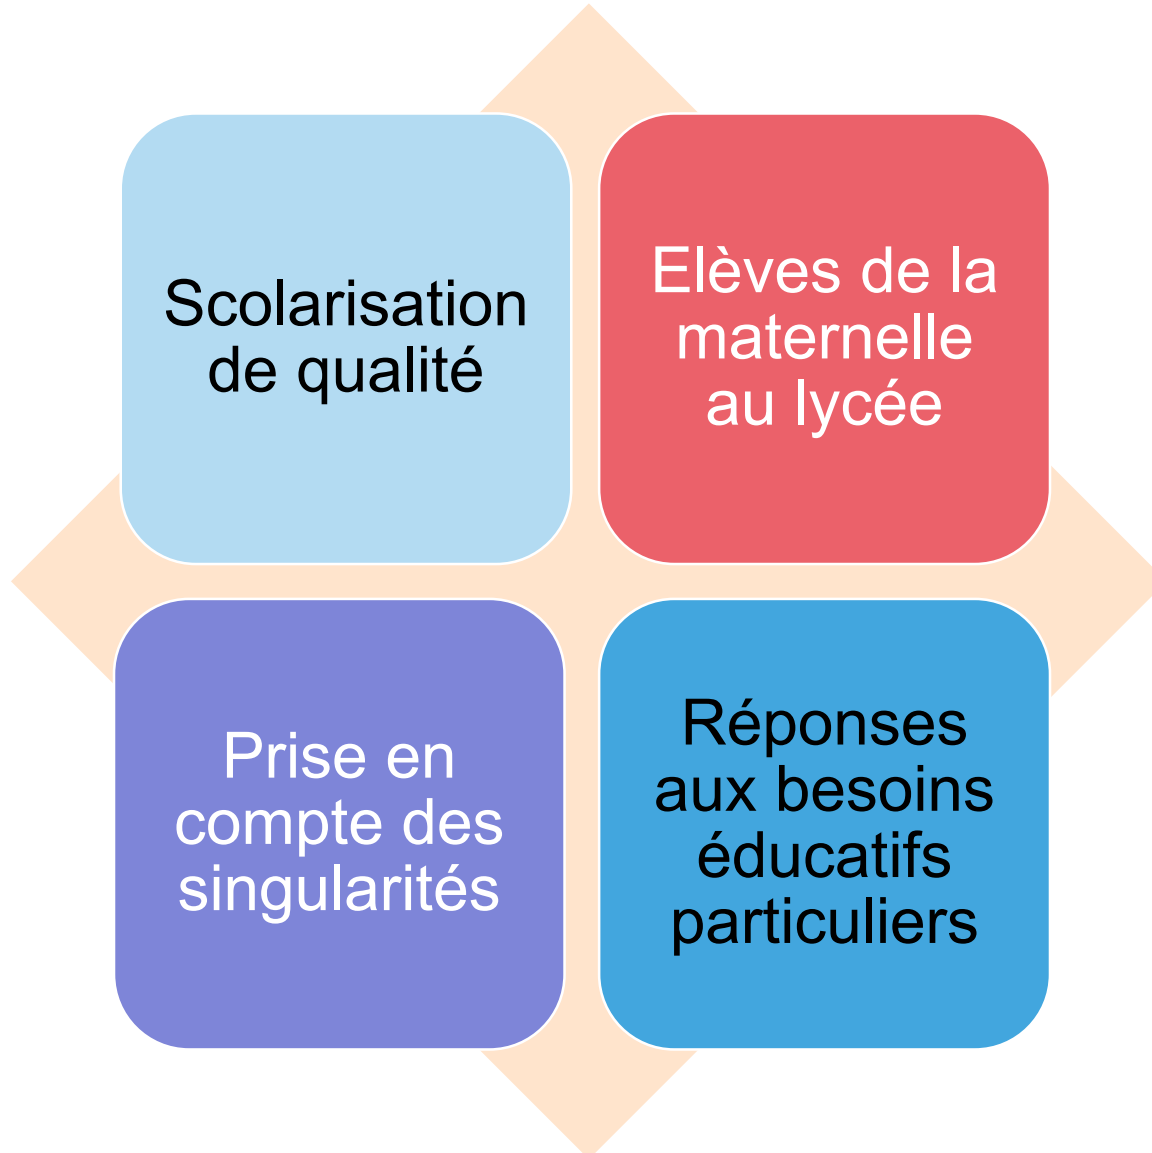 Scolarisation
de qualité
Elèves de la
maternelle
au lycée
Prise en
compte des
singularités
Réponses
aux besoins
éducatifs
particuliers